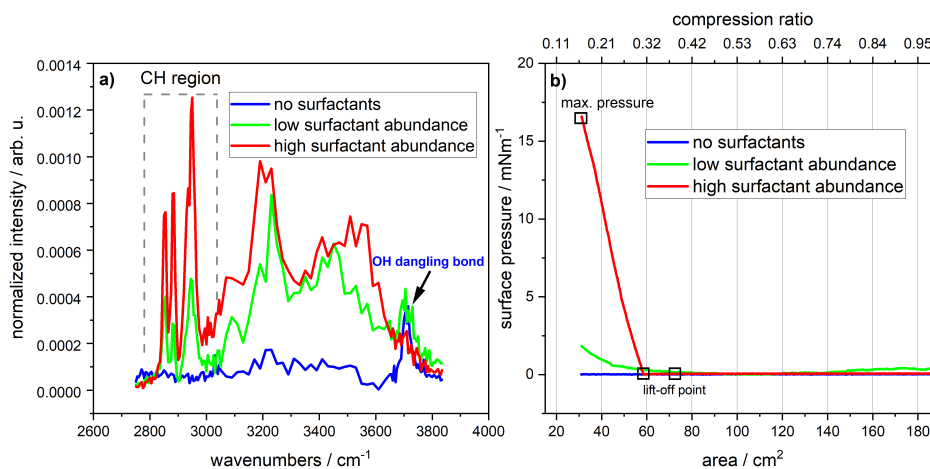 a)
CH region
no surfactants
low surfactant abundance
high surfactant abundance
OH dangling bond
normalized intensity / arb. u.
0.0014
0.0012
0.0010
0.0008
0.0006
0.0004
0.0002
0.0000
2600 2800 3000 3200 3400 3600 3800 4000
wavenumbers / cm-1
compression ratio
0.11 0.21 0.32 0.42 0.53 0.63 0.74 0.84 0.95
b)
max. pressure
no surfactants
low surfactant abundance
high surfactant abundance
lift-off point
surface pressure / mNm-1
20
15
10
5
0
20 40 60 80 100 120 140 160 180
area / cm2